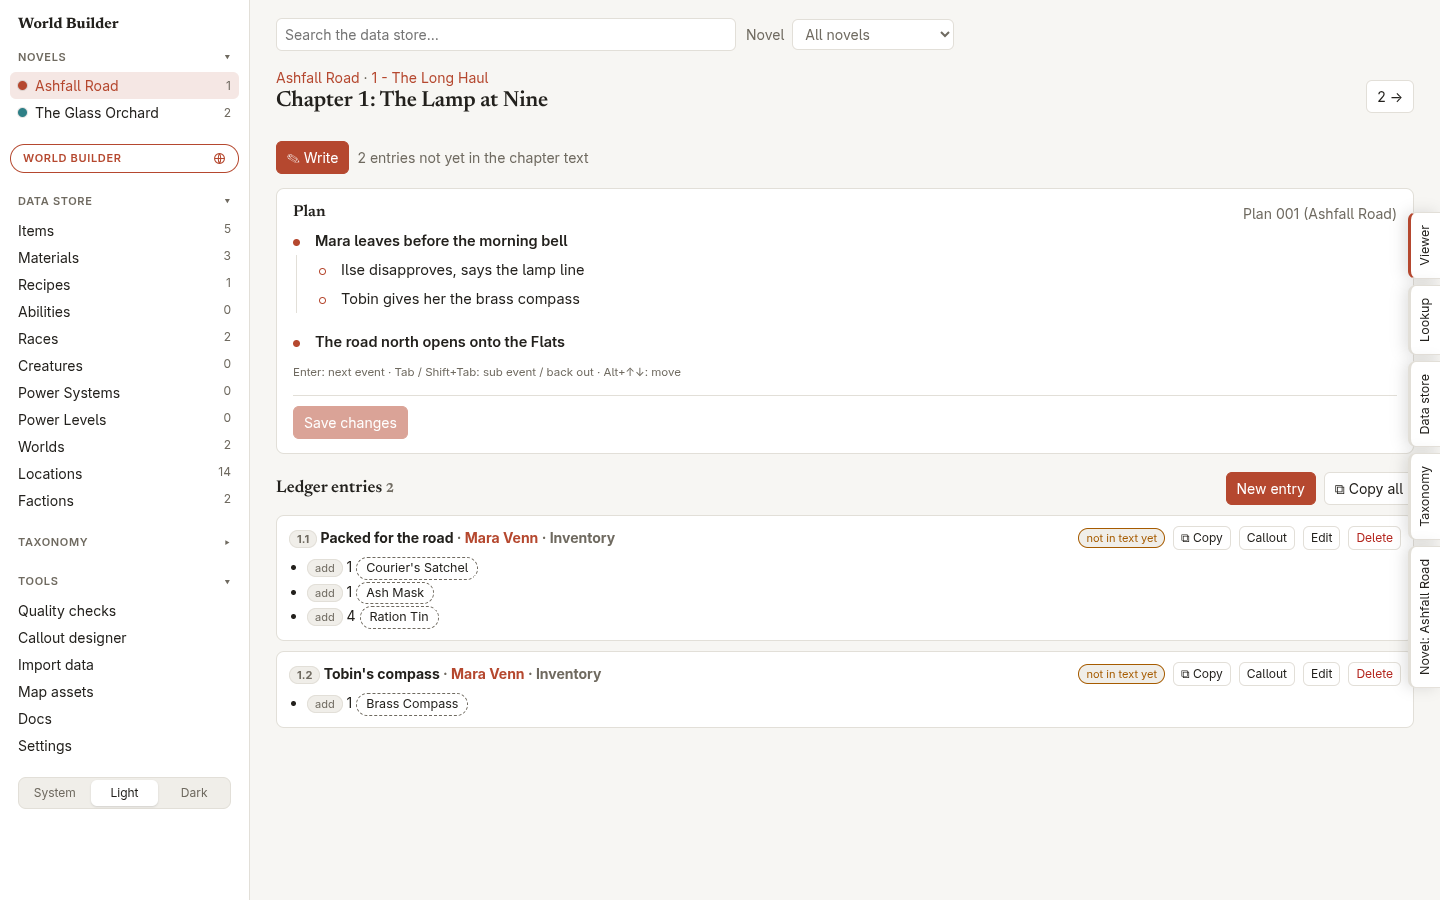 World Builder
NOVELS
Ashfall Road 1
The Glass Orchard 2
WORLD BUILDER
DATA STORE
Items 5
Materials 3
Recipes 1
Abilities 0
Races 2
Creatures 0
Power Systems 0
Power Levels 0
Worlds 2
Locations 14
Factions 2
TAXONOMY
TOOLS
Quality checks
Callout designer
Import data
Map assets
Docs
Settings
System Light Dark
Search the data store... Novel All novels
Ashfall Road · 1 - The Long Haul
Chapter 1: The Lamp at Nine
2 →
✎ Write 2 entries not yet in the chapter text
Plan Plan 001 (Ashfall Road)
Mara leaves before the morning bell
Ilse disapproves, says the lamp line
Tobin gives her the brass compass
The road north opens onto the Flats
Enter: next event · Tab / Shift+Tab: sub event / back out · Alt+↑↓: move
Save changes
Ledger entries 2 New entry ⧉ Copy all
1.1 Packed for the road · Mara Venn · Inventory not in text yet ⧉ Copy Callout Edit Delete
add 1 Courier's Satchel
add 1 Ash Mask
add 4 Ration Tin
1.2 Tobin's compass · Mara Venn · Inventory not in text yet ⧉ Copy Callout Edit Delete
add 1 Brass Compass
Viewer
Lookup
Data store
Taxonomy
Novel: Ashfall Road